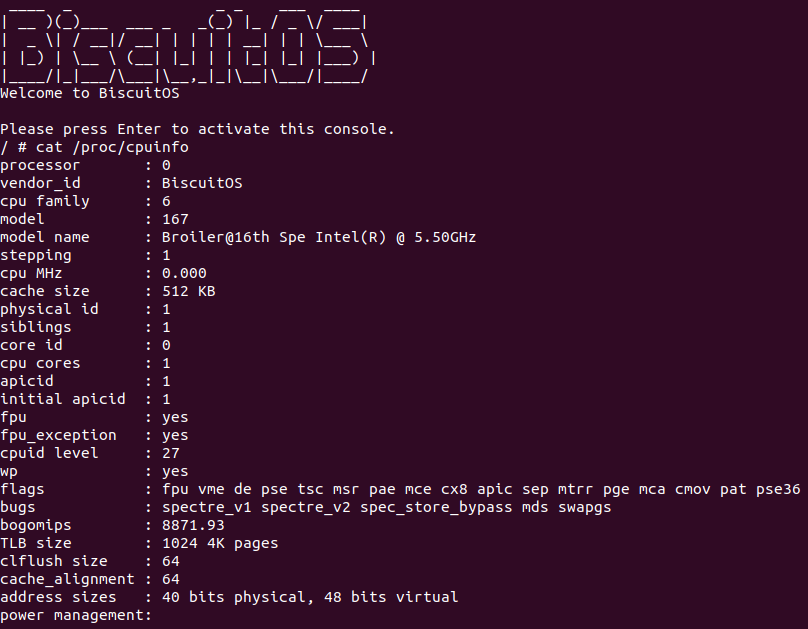 ____  _                _ _    ___  ____
| __ )(_)___  ___ _   _(_) |_ / _ \/ ___|
|  _ \| / __|/ __| | | | | __| | | \___ \
| |_) | \__ \ (__| |_| | | |_| |_| |___) |
|____/|_|___/\___|\__,_|_|\__|\___/|____/
Welcome to BiscuitOS

Please press Enter to activate this console.
/ # cat /proc/cpuinfo
processor       : 0
vendor_id       : BiscuitOS
cpu family      : 6
model           : 167
model name      : Broiler@16th Spe Intel(R) @ 5.50GHz
stepping        : 1
cpu MHz         : 0.000
cache size      : 512 KB
physical id     : 1
siblings        : 1
core id         : 0
cpu cores       : 1
apicid          : 1
initial apicid  : 1
fpu             : yes
fpu_exception   : yes
cpuid level     : 27
wp              : yes
flags           : fpu vme de pse tsc msr pae mce cx8 apic sep mtrr pge mca cmov pat pse36
bugs            : spectre_v1 spectre_v2 spec_store_bypass mds swapgs
bogomips        : 8871.93
TLB size        : 1024 4K pages
clflush size    : 64
cache_alignment : 64
address sizes   : 40 bits physical, 48 bits virtual
power management: